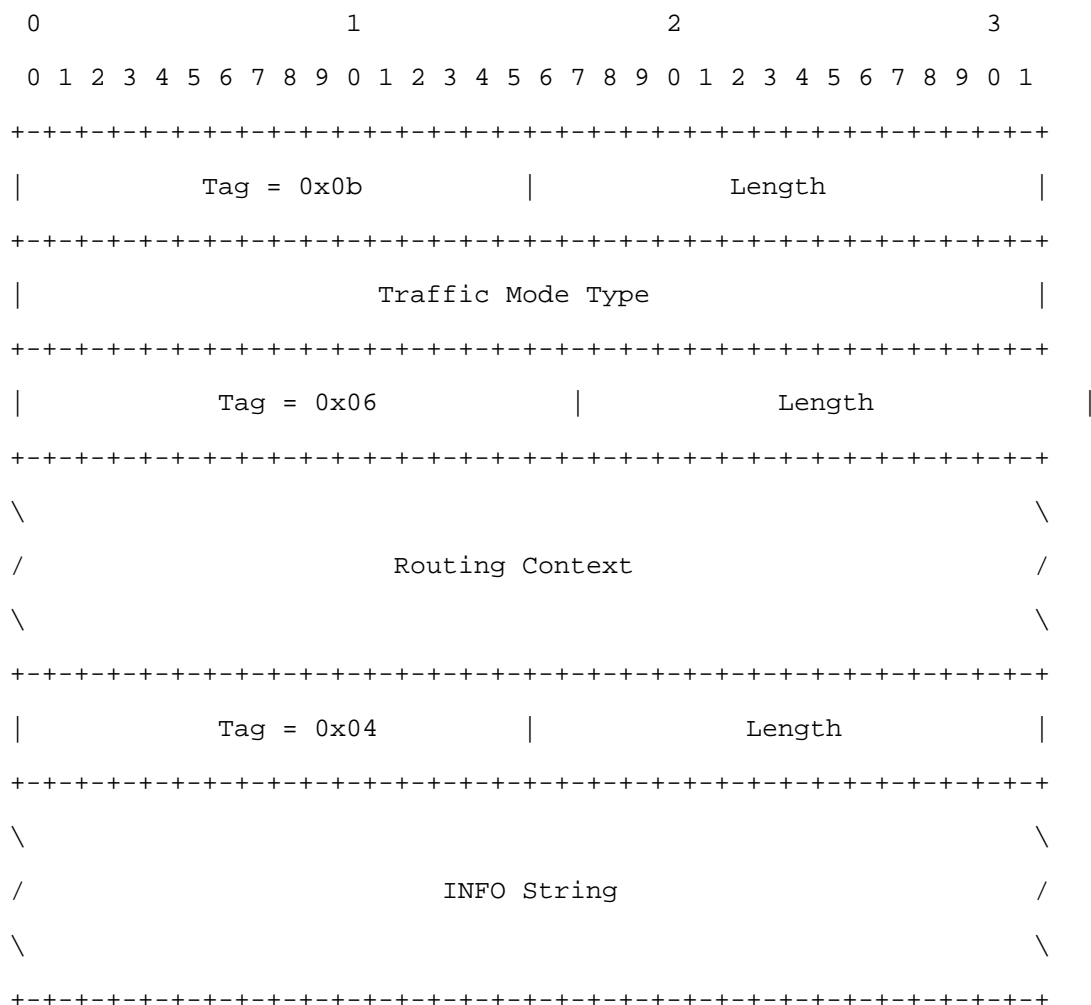 0                   1                   2                   3
 0 1 2 3 4 5 6 7 8 9 0 1 2 3 4 5 6 7 8 9 0 1 2 3 4 5 6 7 8 9 0 1
+-+-+-+-+-+-+-+-+-+-+-+-+-+-+-+-+-+-+-+-+-+-+-+-+-+-+-+-+-+-+-+-+
|           Tag = 0x0b          |            Length             |
+-+-+-+-+-+-+-+-+-+-+-+-+-+-+-+-+-+-+-+-+-+-+-+-+-+-+-+-+-+-+-+-+
|                      Traffic Mode Type                        |
+-+-+-+-+-+-+-+-+-+-+-+-+-+-+-+-+-+-+-+-+-+-+-+-+-+-+-+-+-+-+-+-+
|            Tag = 0x06            |            Length             |
+-+-+-+-+-+-+-+-+-+-+-+-+-+-+-+-+-+-+-+-+-+-+-+-+-+-+-+-+-+-+-+-+
\                                                               \
/                       Routing Context                         /
\                                                               \
+-+-+-+-+-+-+-+-+-+-+-+-+-+-+-+-+-+-+-+-+-+-+-+-+-+-+-+-+-+-+-+-+
|            Tag = 0x04         |             Length            |
+-+-+-+-+-+-+-+-+-+-+-+-+-+-+-+-+-+-+-+-+-+-+-+-+-+-+-+-+-+-+-+-+
\                                                               \
/                          INFO String                          /
\                                                               \
+-+-+-+-+-+-+-+-+-+-+-+-+-+-+-+-+-+-+-+-+-+-+-+-+-+-+-+-+-+-+-+-+